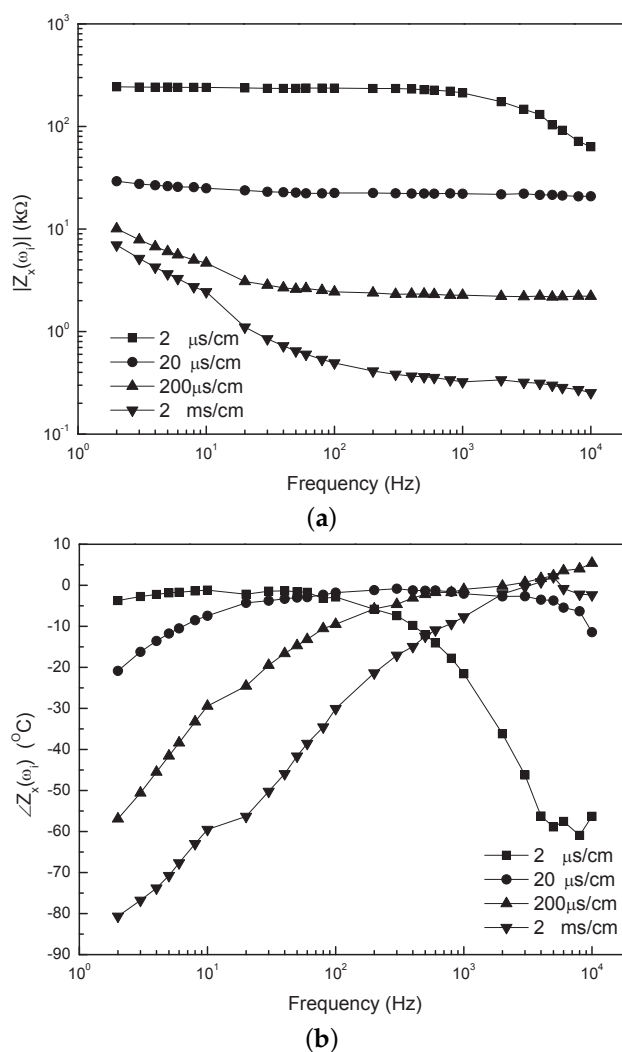 10³
10²
10¹
10⁰
10⁻¹
|Zₓ(ωᵢ)| (kΩ)
2 μs/cm
20 μs/cm
200μs/cm
2 ms/cm
10⁰ 10¹ 10² 10³ 10⁴
Frequency (Hz)
(a)
10
0
-10
-20
-30
-40
-50
-60
-70
-80
-90
∠Zₓ(ωᵢ) (°C)
2 μs/cm
20 μs/cm
200μs/cm
2 ms/cm
10⁰ 10¹ 10² 10³ 10⁴
Frequency (Hz)
(b)